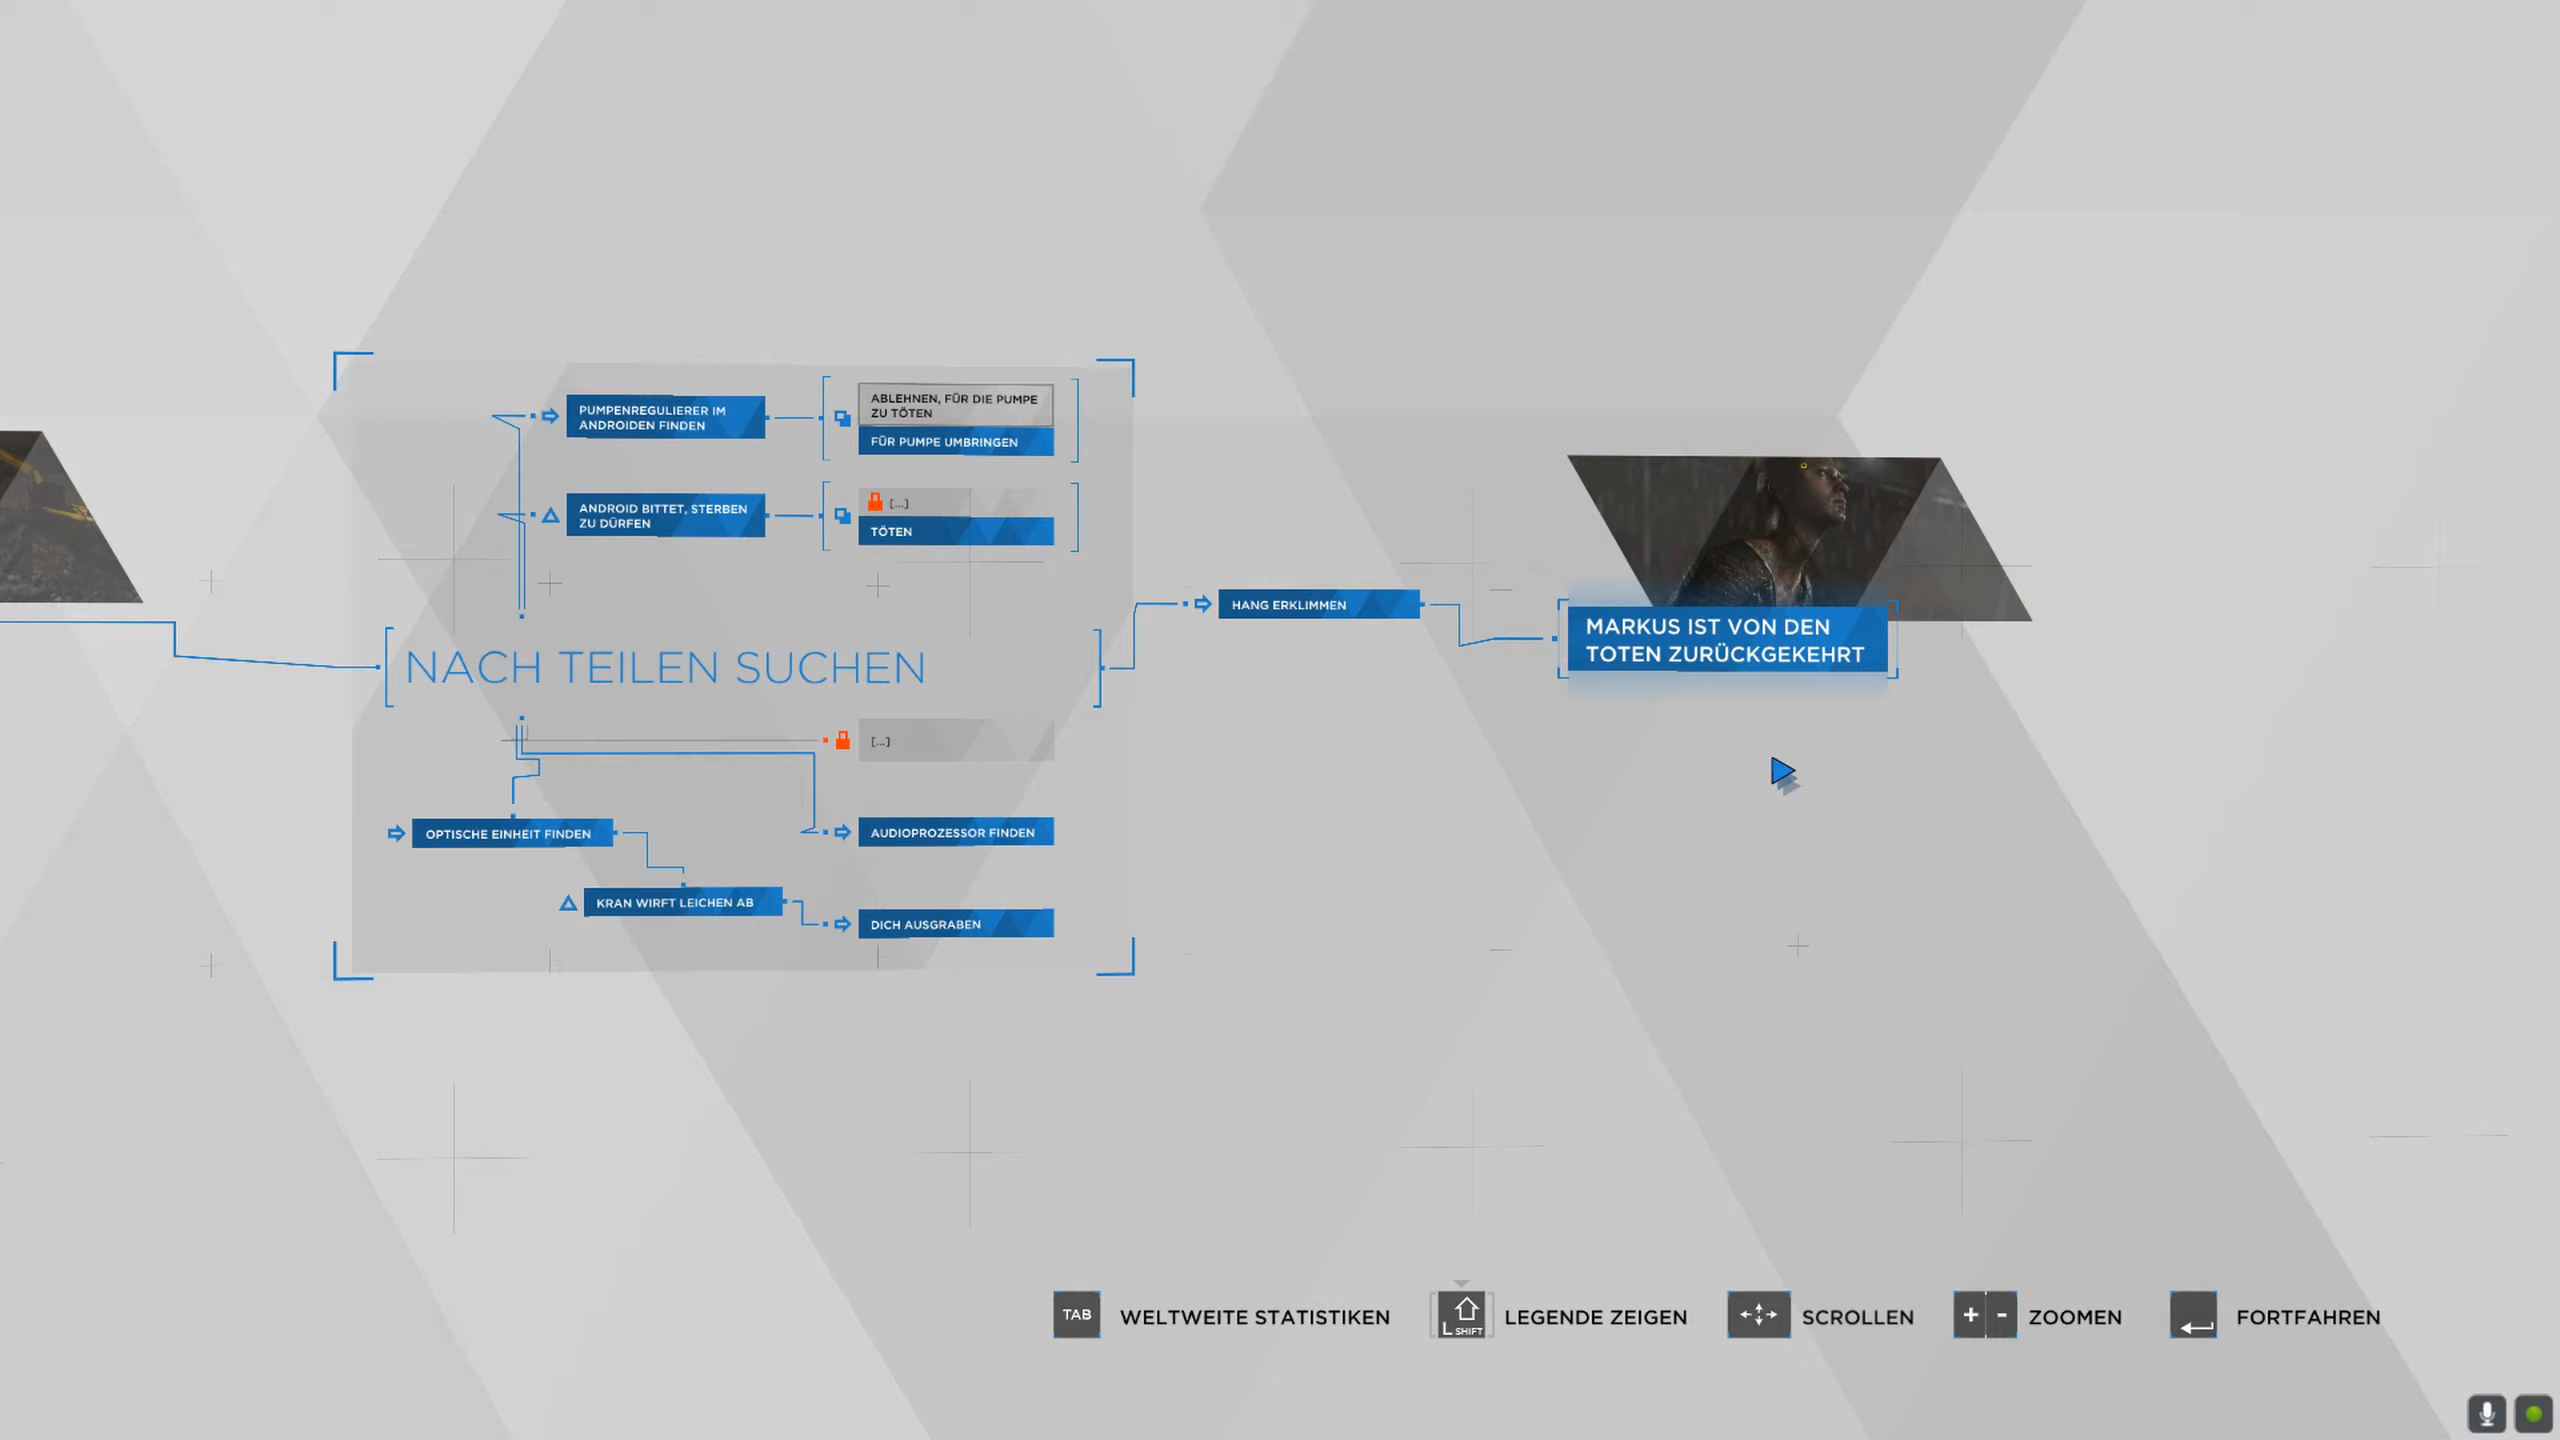 PUMPENREGULIERER IM
ANDROIDEN FINDEN
ABLEHNEN, FÜR DIE PUMPE
ZU TÖTEN
FÜR PUMPE UMBRINGEN
ANDROID BITTET, STERBEN
ZU DÜRFEN
[...]
TÖTEN
HANG ERKLIMMEN
MARKUS IST VON DEN
TOTEN ZURÜCKGEKEHRT
NACH TEILEN SUCHEN
[...]
OPTISCHE EINHEIT FINDEN
AUDIOPROZESSOR FINDEN
KRAN WIRFT LEICHEN AB
DICH AUSGRABEN
TAB WELTWEITE STATISTIKEN
L SHIFT LEGENDE ZEIGEN
SCROLLEN
+ - ZOOMEN
FORTFAHREN